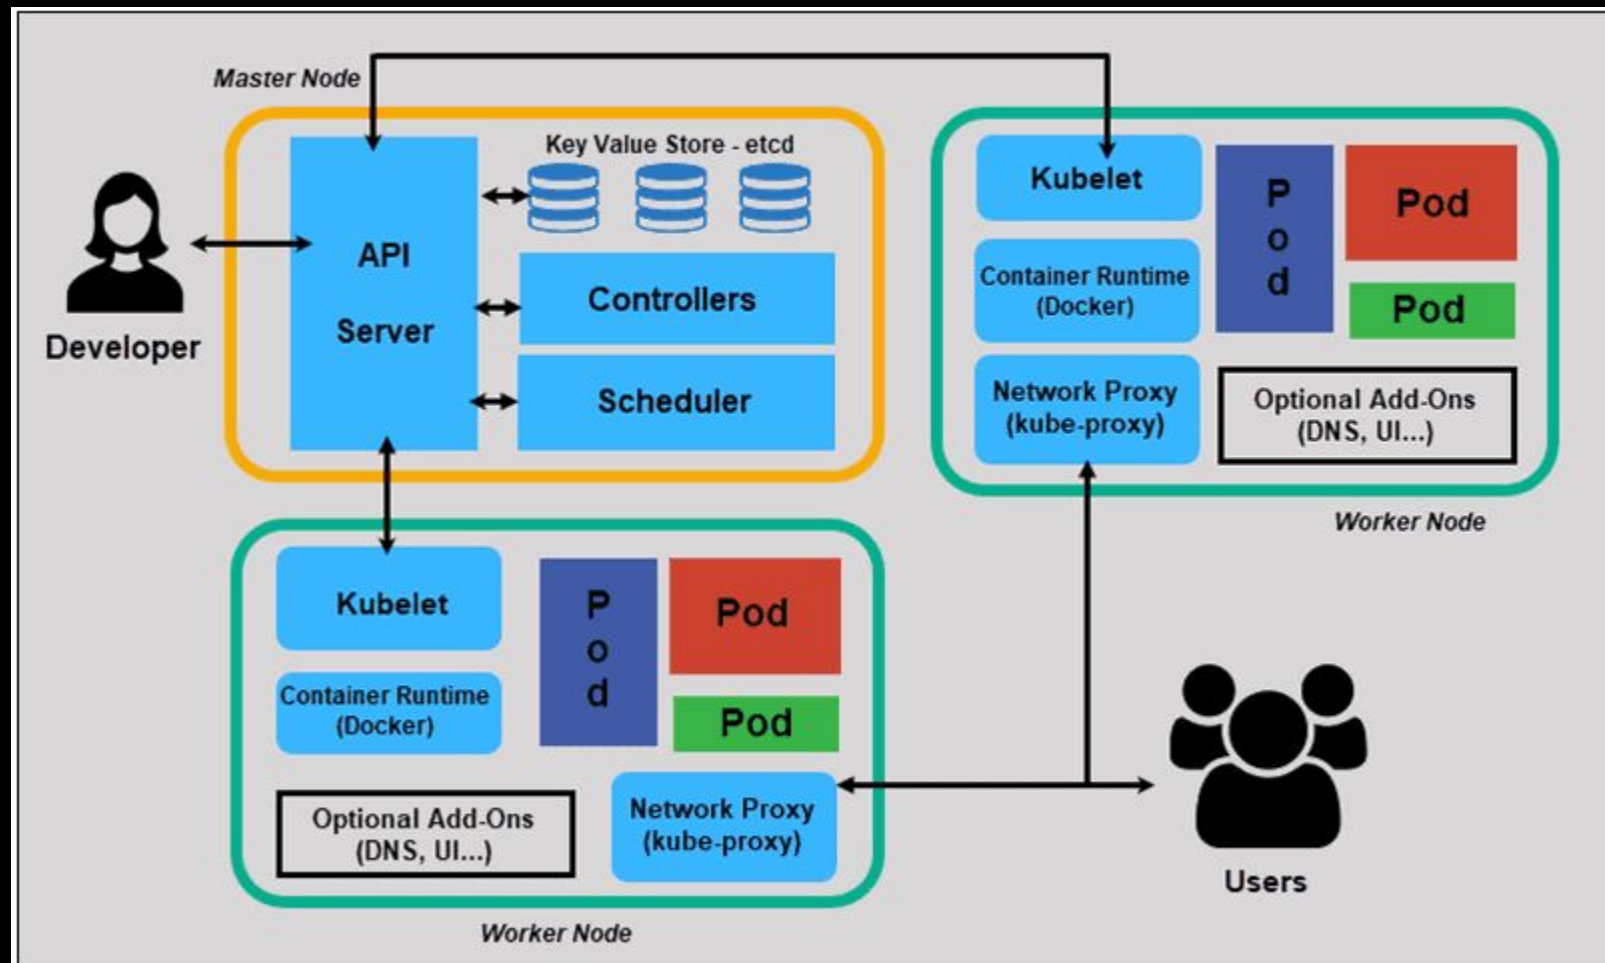 Master Node
Key Value Store - etcd
API
Server
Controllers
Scheduler
Developer
Kubelet
Container Runtime
(Docker)
Network Proxy
(kube-proxy)
P
o
d
Pod
Pod
Optional Add-Ons
(DNS, UI...)
Worker Node
Kubelet
Container Runtime
(Docker)
P
o
d
Pod
Pod
Optional Add-Ons
(DNS, UI...)
Network Proxy
(kube-proxy)
Worker Node
Users